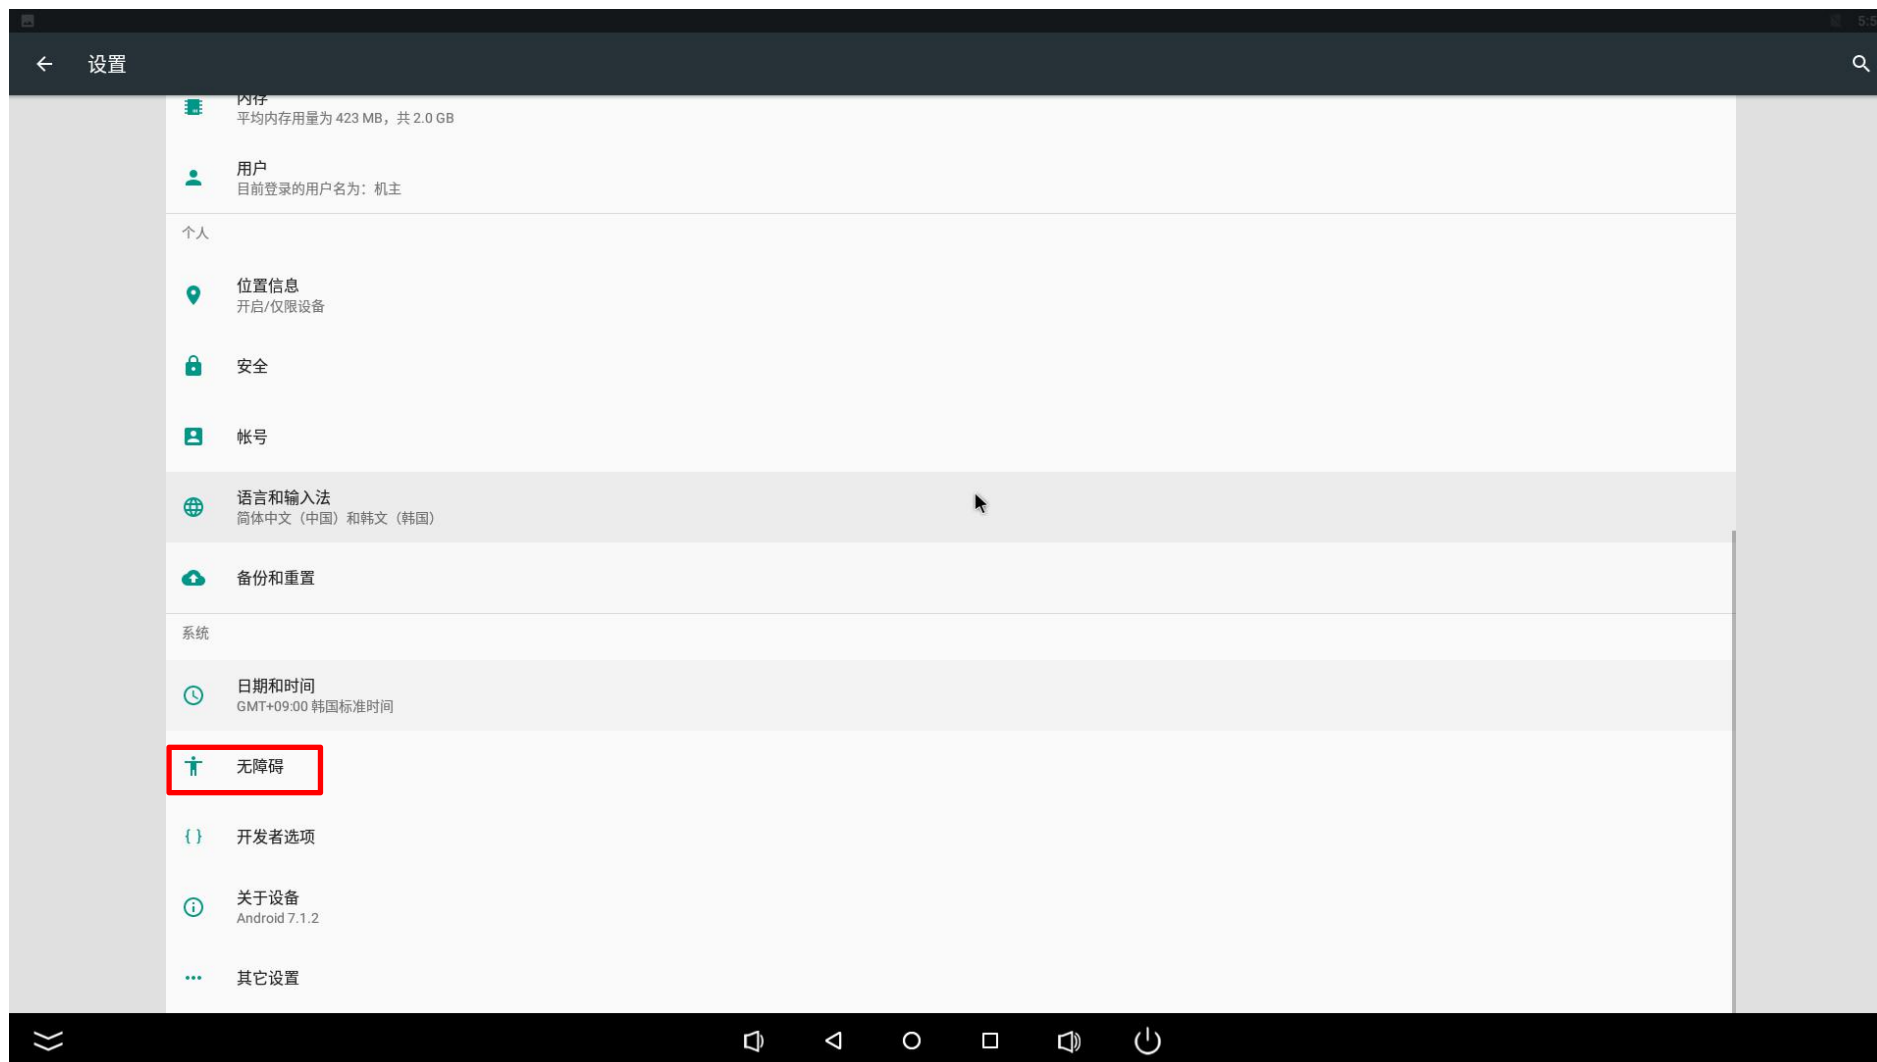 5:5
设置
内存
平均内存用量为 423 MB，共 2.0 GB
用户
目前登录的用户名为：机主
个人
位置信息
开启/仅限设备
安全
帐号
语言和输入法
简体中文（中国）和韩文（韩国）
备份和重置
系统
日期和时间
GMT+09:00 韩国标准时间
无障碍
{ } 开发者选项
关于设备
Android 7.1.2
其它设置